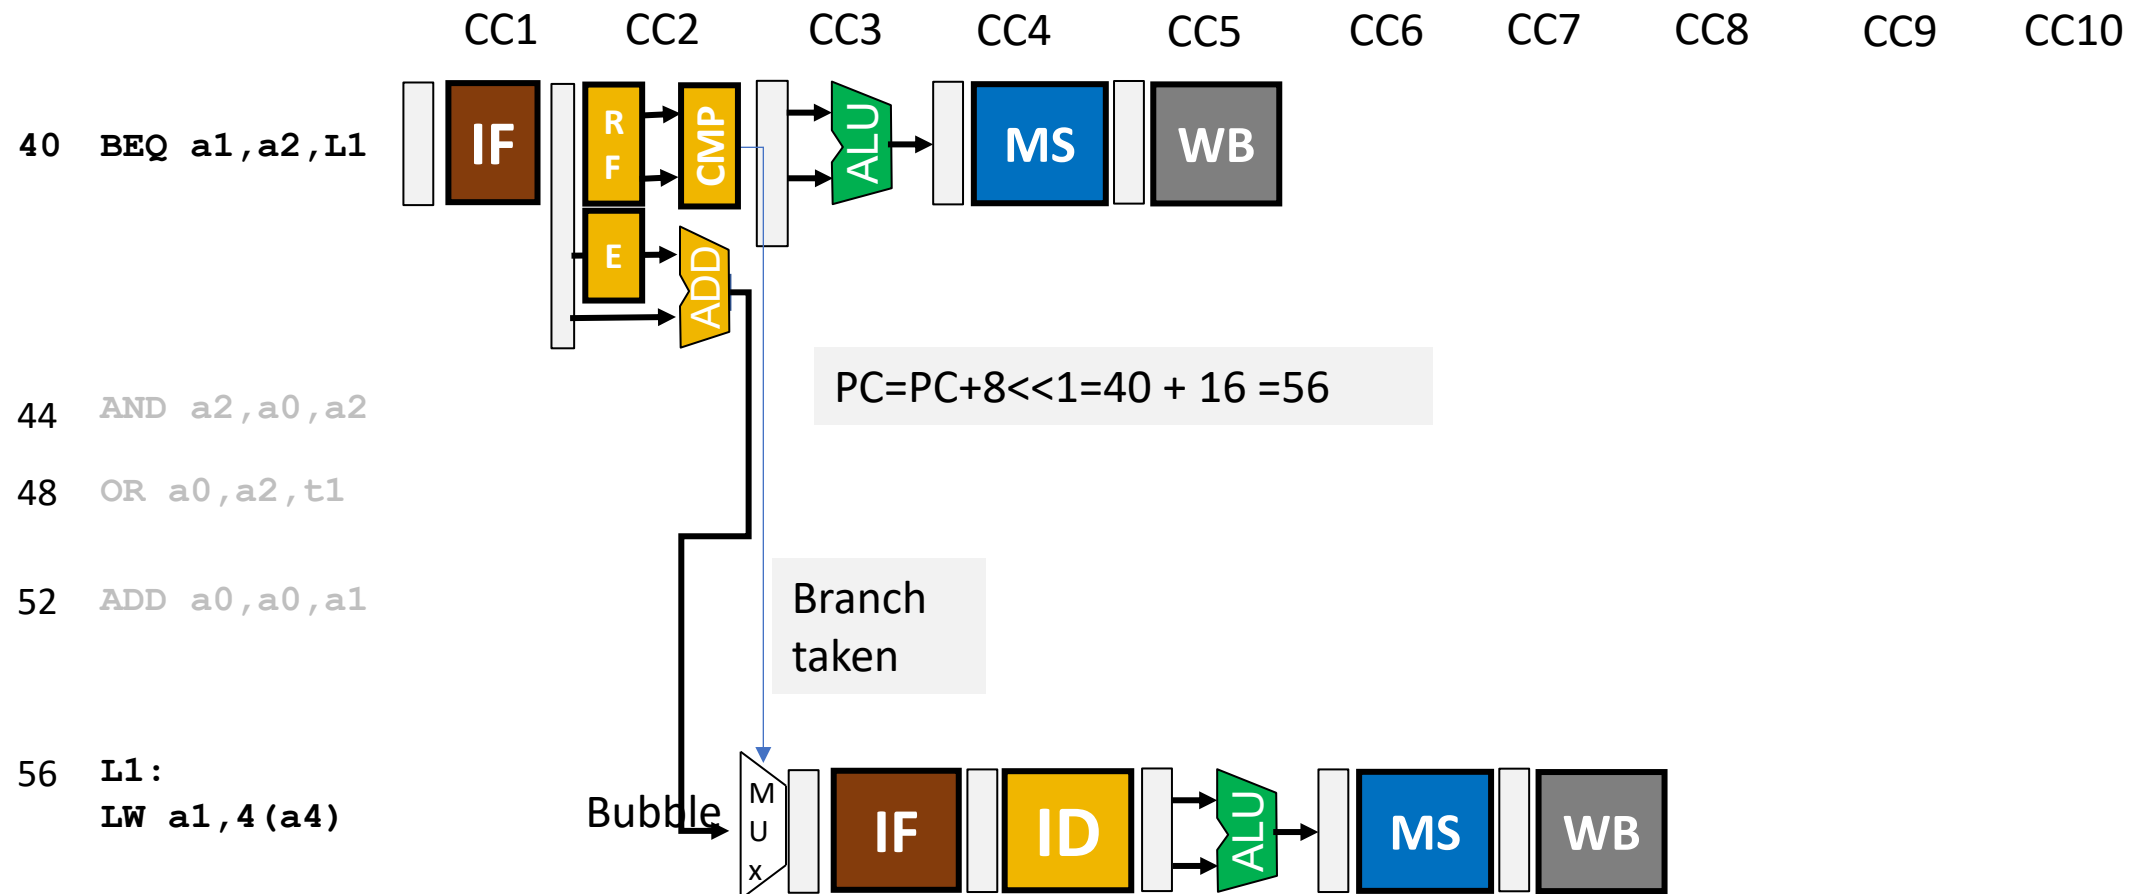 CC1 CC2 CC3 CC4 CC5 CC6 CC7 CC8 CC9 CC10
40 BEQ a1,a2,L1 IF R F CMP ALU MS WB
E ADD
44 AND a2,a0,a2 PC=PC+8<<1=40 + 16 =56
48 OR a0,a2,t1
52 ADD a0,a0,a1 Branch
taken
56 L1:
LW a1,4(a4) Bubble M U x IF ID ALU MS WB